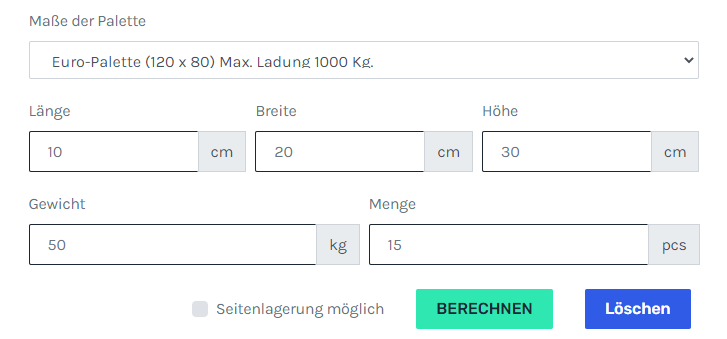 Maße der Palette
Euro-Palette (120 x 80) Max. Ladung 1000 Kg.
Länge Breite Höhe
10 cm 20 cm 30 cm
Gewicht Menge
50 kg 15 pcs
Seitenlagerung möglich BERECHNEN Löschen